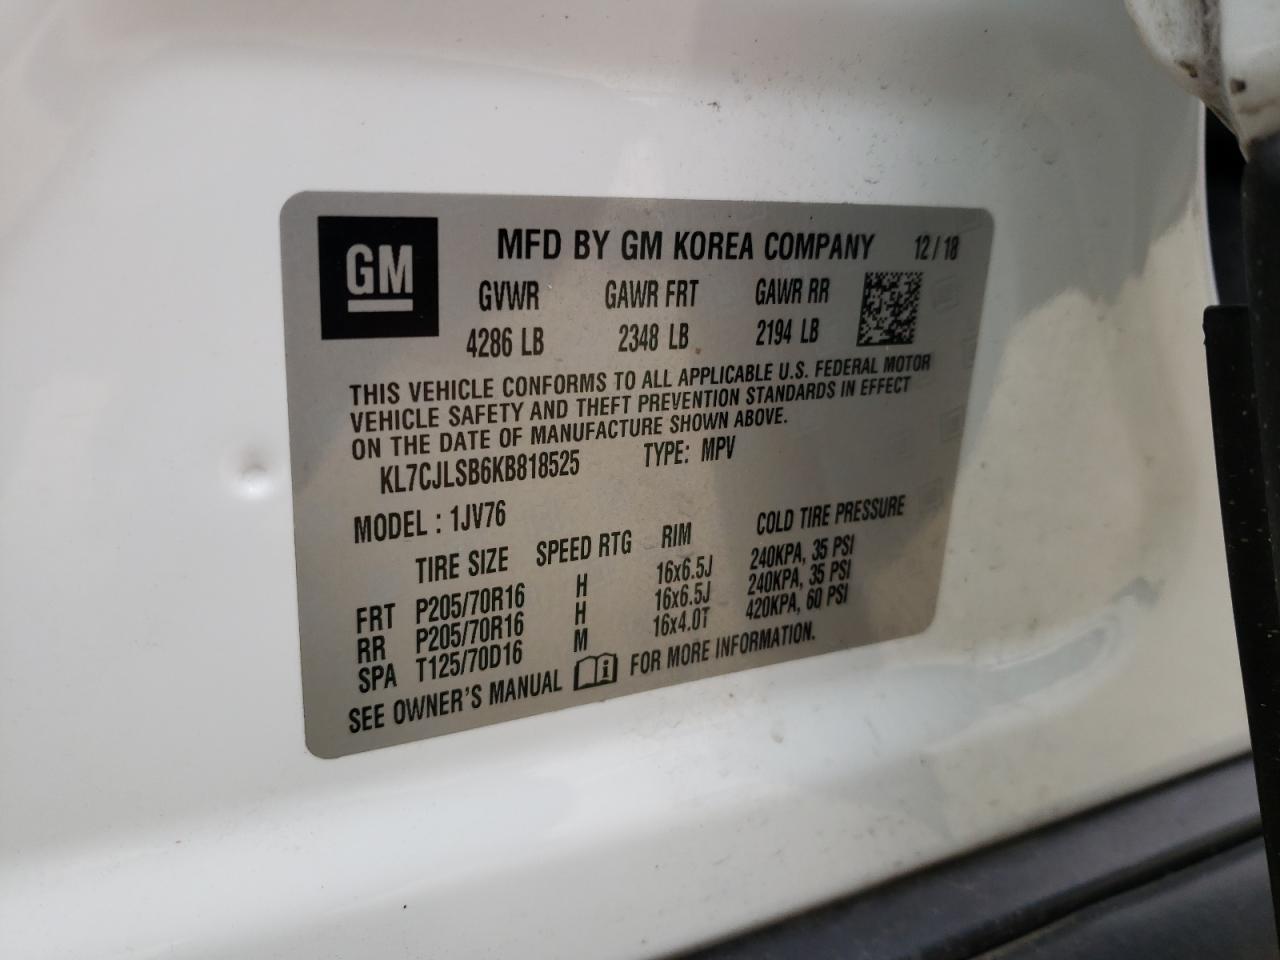 GM
MFD BY GM KOREA COMPANY 12 / 18
GVWR GAWR FRT GAWR RR
4286 LB 2348 LB 2194 LB
THIS VEHICLE CONFORMS TO ALL APPLICABLE U.S. FEDERAL MOTOR
VEHICLE SAFETY AND THEFT PREVENTION STANDARDS IN EFFECT
ON THE DATE OF MANUFACTURE SHOWN ABOVE.
KL7CJLSB6KB818525 TYPE: MPV
MODEL : 1JV76
TIRE SIZE SPEED RTG RIM COLD TIRE PRESSURE
FRT P205/70R16 H 16x6.5J 240KPA, 35 PSI
RR P205/70R16 H 16x6.5J 240KPA, 35 PSI
SPA T125/70D16 M 16x4.0T 420KPA, 60 PSI
SEE OWNER'S MANUAL i FOR MORE INFORMATION.